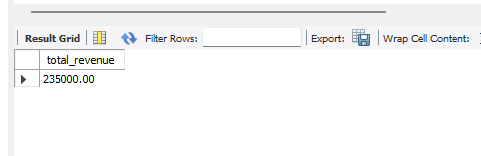 Result Grid Filter Rows: Export: Wrap Cell Content:
total_revenue
235000.00